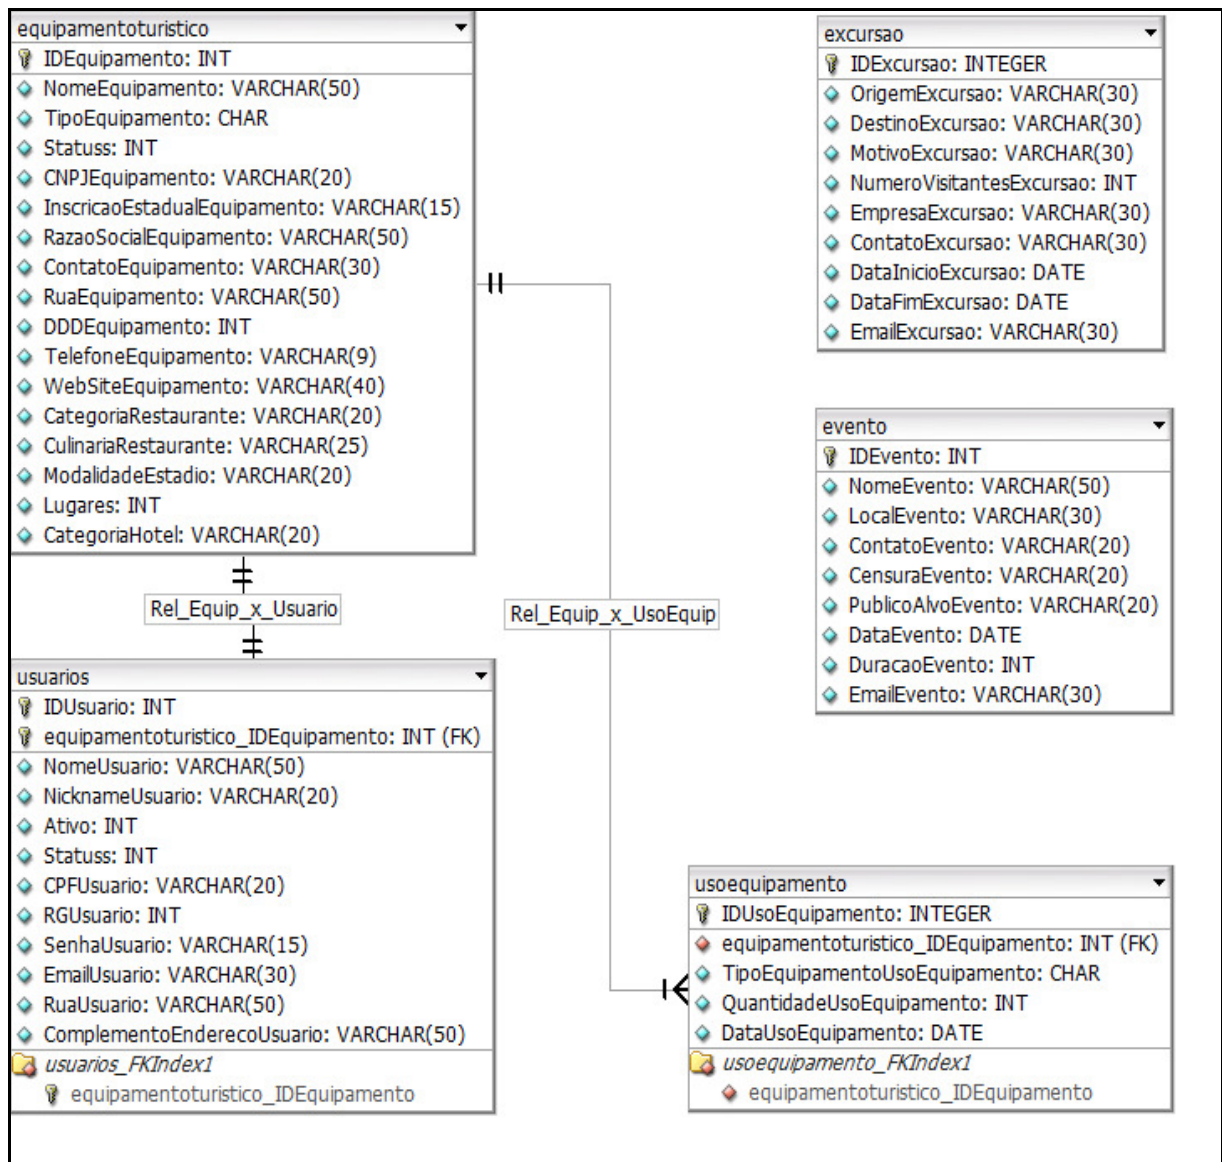 equipamentoturistico
IDEquipamento: INT
NomeEquipamento: VARCHAR(50)
TipoEquipamento: CHAR
Statuss: INT
CNPJEquipamento: VARCHAR(20)
InscricaoEstadualEquipamento: VARCHAR(15)
RazaoSocialEquipamento: VARCHAR(50)
ContatoEquipamento: VARCHAR(30)
RuaEquipamento: VARCHAR(50)
DDDEquipamento: INT
TelefoneEquipamento: VARCHAR(9)
WebSiteEquipamento: VARCHAR(40)
CategoriaRestaurante: VARCHAR(20)
CulinariaRestaurante: VARCHAR(25)
ModalidadeEstadio: VARCHAR(20)
Lugares: INT
CategoriaHotel: VARCHAR(20)
Rel_Equip_x_Usuario
usuarios
IDUsuario: INT
equipamentoturistico_IDEquipamento: INT (FK)
NomeUsuario: VARCHAR(50)
NicknameUsuario: VARCHAR(20)
Ativo: INT
Statuss: INT
CPFUsuario: VARCHAR(20)
RGUsuario: INT
SenhaUsuario: VARCHAR(15)
EmailUsuario: VARCHAR(30)
RuaUsuario: VARCHAR(50)
ComplementoEnderecoUsuario: VARCHAR(50)
usuarios_FKIndex1
equipamentoturistico_IDEquipamento
Rel_Equip_x_UsoEquip
excursao
IDExcursao: INTEGER
OrigemExcursao: VARCHAR(30)
DestinoExcursao: VARCHAR(30)
MotivoExcursao: VARCHAR(30)
NumeroVisitantesExcursao: INT
EmpresaExcursao: VARCHAR(30)
ContatoExcursao: VARCHAR(30)
DataInicioExcursao: DATE
DataFimExcursao: DATE
EmailExcursao: VARCHAR(30)
evento
IDEvento: INT
NomeEvento: VARCHAR(50)
LocalEvento: VARCHAR(30)
ContatoEvento: VARCHAR(20)
CensuraEvento: VARCHAR(20)
PublicoAlvoEvento: VARCHAR(20)
DataEvento: DATE
DuracaoEvento: INT
EmailEvento: VARCHAR(30)
usoequipamento
IDUsoEquipamento: INTEGER
equipamentoturistico_IDEquipamento: INT (FK)
TipoEquipamentoUsoEquipamento: CHAR
QuantidadeUsoEquipamento: INT
DataUsoEquipamento: DATE
usoequipamento_FKIndex1
equipamentoturistico_IDEquipamento